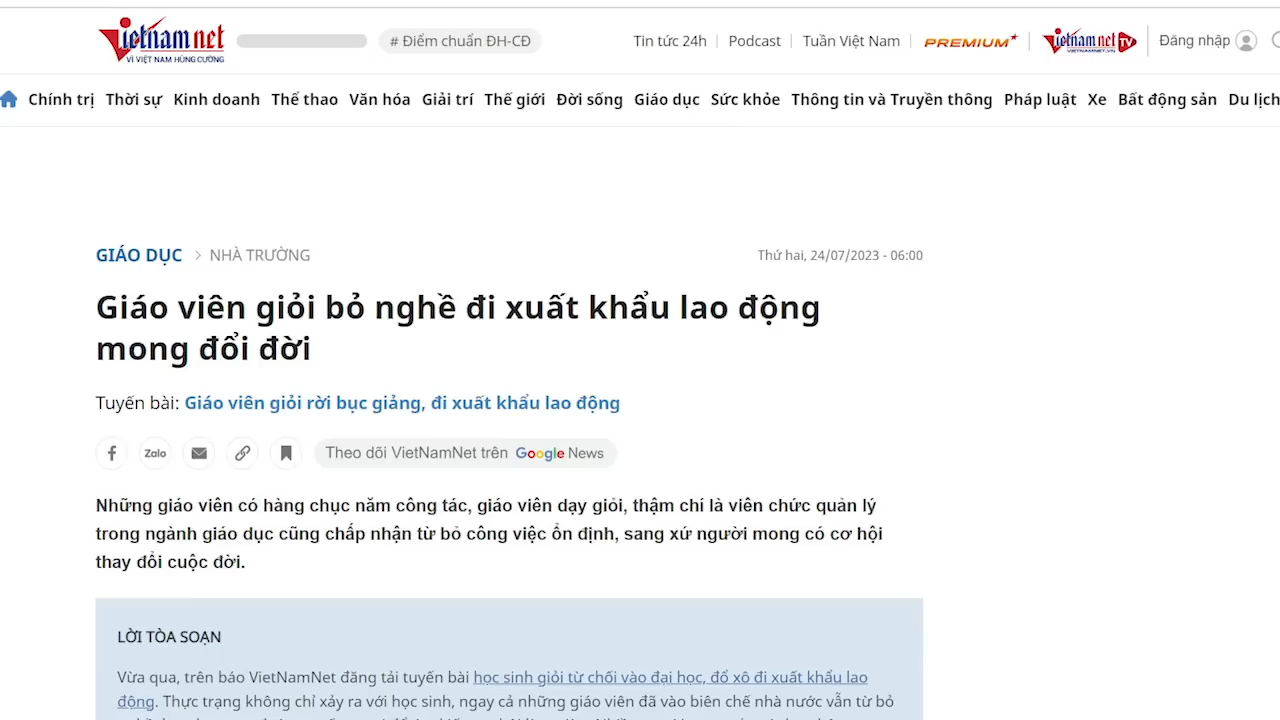 Vietnamnet
VÌ VIỆT NAM HÙNG CƯỜNG
# Điểm chuẩn ĐH-CĐ
Tin tức 24h
Podcast
Tuần Việt Nam
PREMIUM
Vietnamnet TV
VIETNAMNET.VN
Đăng nhập
Chính trị Thời sự Kinh doanh Thể thao Văn hóa Giải trí Thế giới Đời sống Giáo dục Sức khỏe Thông tin và Truyền thông Pháp luật Xe Bất động sản Du lịch
GIÁO DỤC > NHÀ TRƯỜNG
Thứ hai, 24/07/2023 - 06:00
Giáo viên giỏi bỏ nghề đi xuất khẩu lao động
mong đổi đời
Tuyến bài: Giáo viên giỏi rời bục giảng, đi xuất khẩu lao động
Zalo
Theo dõi VietNamNet trên Google News
Những giáo viên có hàng chục năm công tác, giáo viên dạy giỏi, thậm chí là viên chức quản lý
trong ngành giáo dục cũng chấp nhận từ bỏ công việc ổn định, sang xứ người mong có cơ hội
thay đổi cuộc đời.
LỜI TÒA SOẠN
Vừa qua, trên báo VietNamNet đăng tải tuyến bài học sinh giỏi từ chối vào đại học, đổ xô đi xuất khẩu lao
động. Thực trạng không chỉ xảy ra với học sinh, ngay cả những giáo viên đã vào biên chế nhà nước vẫn từ bỏ